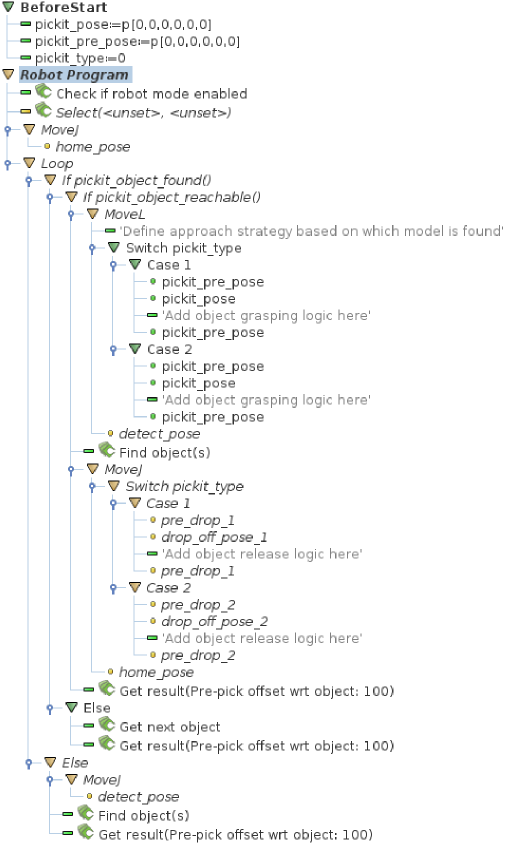 BeforeStart
pickit_pose:=p[0,0,0,0,0,0]
pickit_pre_pose:=p[0,0,0,0,0,0]
pickit_type:=0
Robot Program
Check if robot mode enabled
Select(<unset>, <unset>)
MoveJ
home_pose
Loop
If pickit_object_found()
If pickit_object_reachable()
MoveL
'Define approach strategy based on which model is found'
Switch pickit_type
Case 1
pickit_pre_pose
pickit_pose
'Add object grasping logic here'
pickit_pre_pose
Case 2
pickit_pre_pose
pickit_pose
'Add object grasping logic here'
pickit_pre_pose
detect_pose
Find object(s)
MoveJ
Switch pickit_type
Case 1
pre_drop_1
drop_off_pose_1
'Add object release logic here'
pre_drop_1
Case 2
pre_drop_2
drop_off_pose_2
'Add object release logic here'
pre_drop_2
home_pose
Get result(Pre-pick offset wrt object: 100)
Else
Get next object
Get result(Pre-pick offset wrt object: 100)
Else
MoveJ
detect_pose
Find object(s)
Get result(Pre-pick offset wrt object: 100)